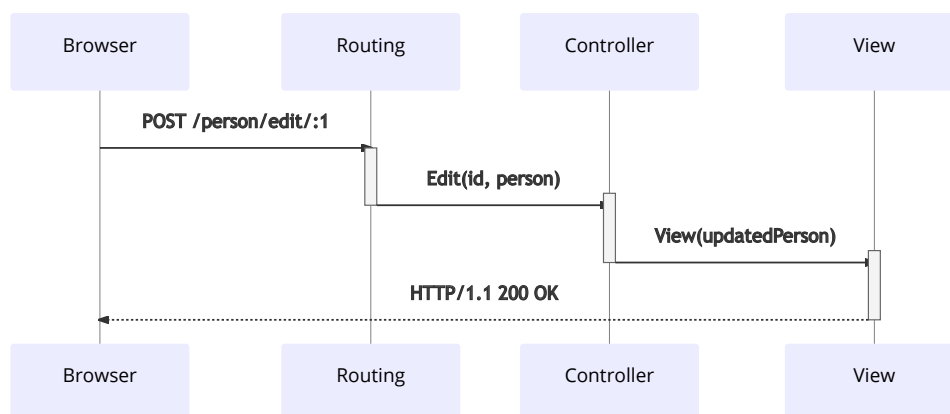 Browser
Routing
Controller
View
POST /person/edit/:1
Edit(id, person)
View(updatedPerson)
HTTP/1.1 200 OK
Browser
Routing
Controller
View